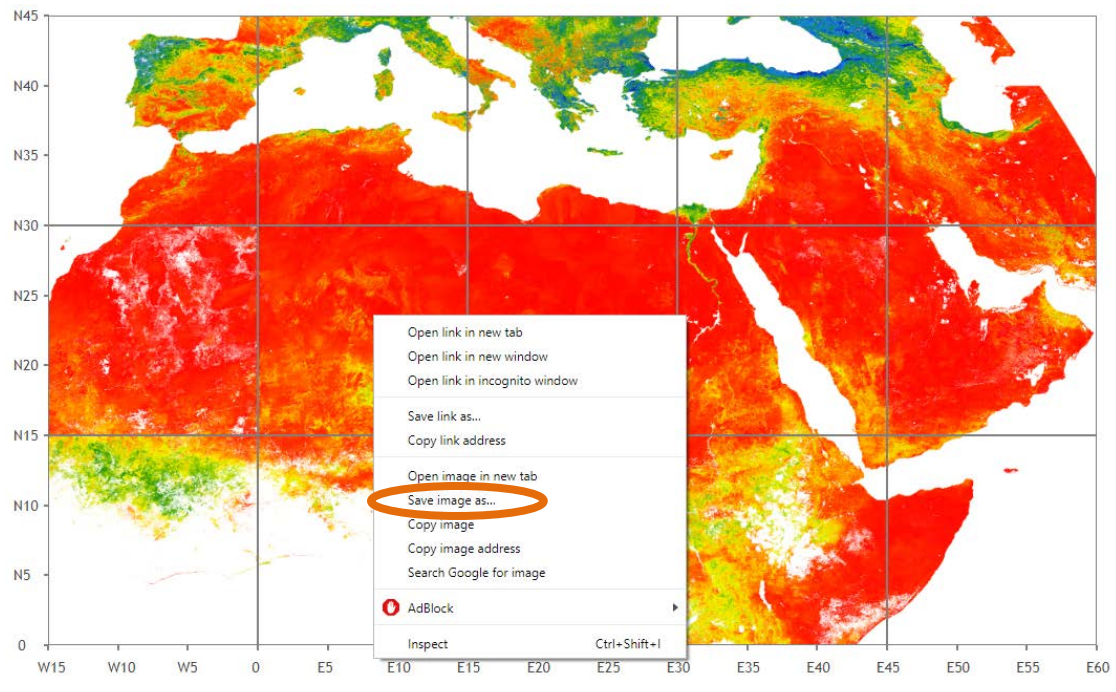 N45
N40
N35
N30
N25
N20
N15
N10
N5
0
Open link in new tab
Open link in new window
Open link in incognito window
Save link as...
Copy link address
Open image in new tab
Save image as...
Copy image
Copy image address
Search Google for image
AdBlock
Inspect Ctrl+Shift+I
W15 W10 W5 0 E5 E10 E15 E20 E25 E30 E35 E40 E45 E50 E55 E60